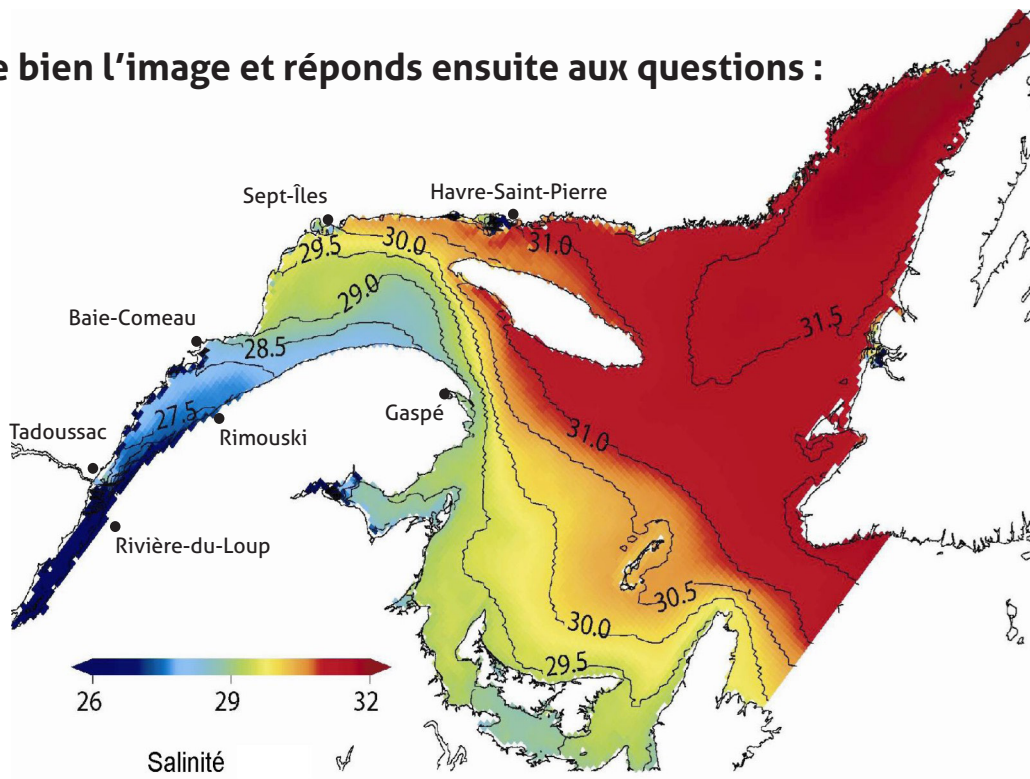 e bien l'image et réponds ensuite aux questions :
Sept-Îles
Havre-Saint-Pierre
29.5
30.0
31.0
29.0
31.5
Baie-Comeau
28.5
27.5
Gaspé
Tadoussac
Rimouski
31.0
Rivière-du-Loup
30.5
30.0
29.5
26 29 32
Salinité